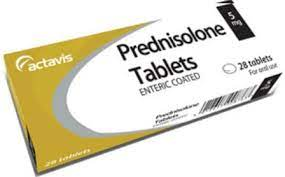 actavis
Prednisolone
Tablets
ENTERIC COATED
5 mg
28 tablets
For oral use
Prednisolone
Tablets
28 tablets